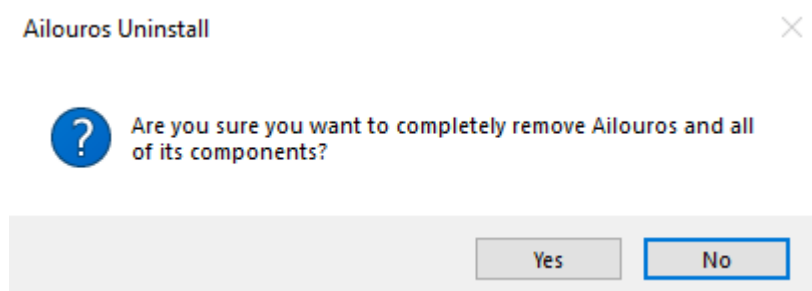 Ailouros Uninstall
?
Are you sure you want to completely remove Ailouros and all
of its components?
Yes
No